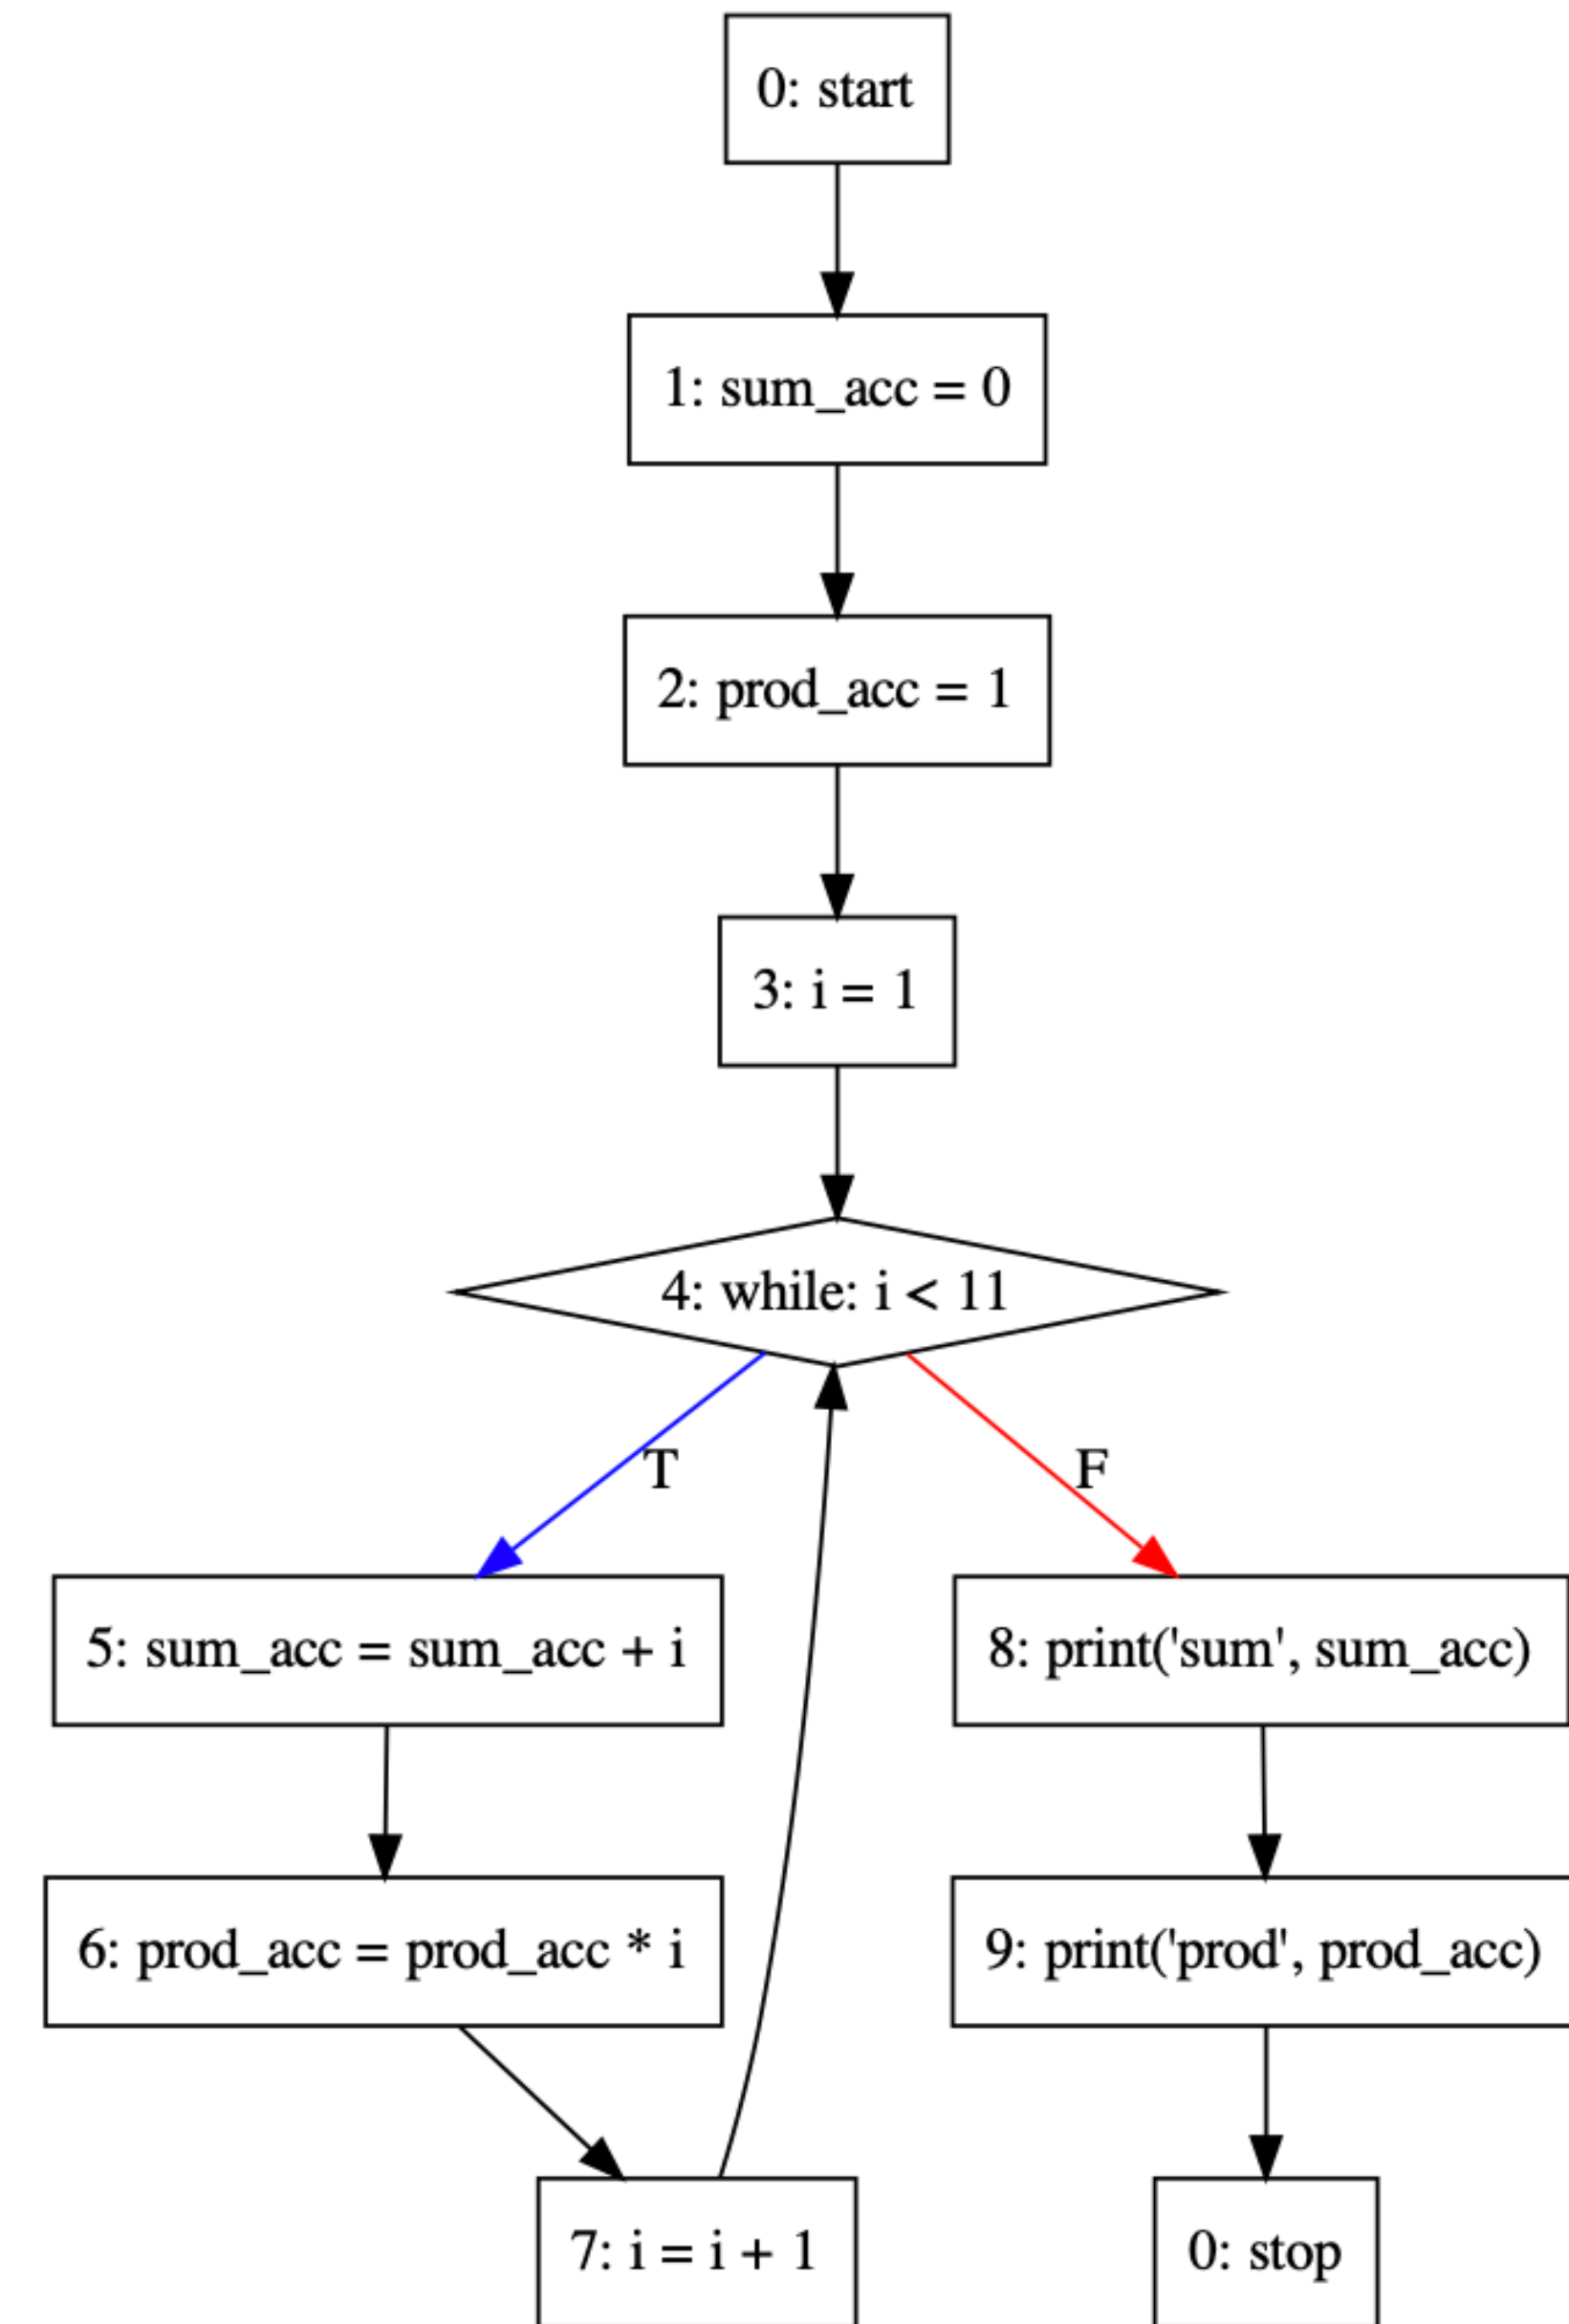 0: start
1: sum_acc = 0
2: prod_acc = 1
3: i = 1
4: while: i < 11
T
F
5: sum_acc = sum_acc + i
8: print('sum', sum_acc)
6: prod_acc = prod_acc * i
9: print('prod', prod_acc)
7: i = i + 1
0: stop